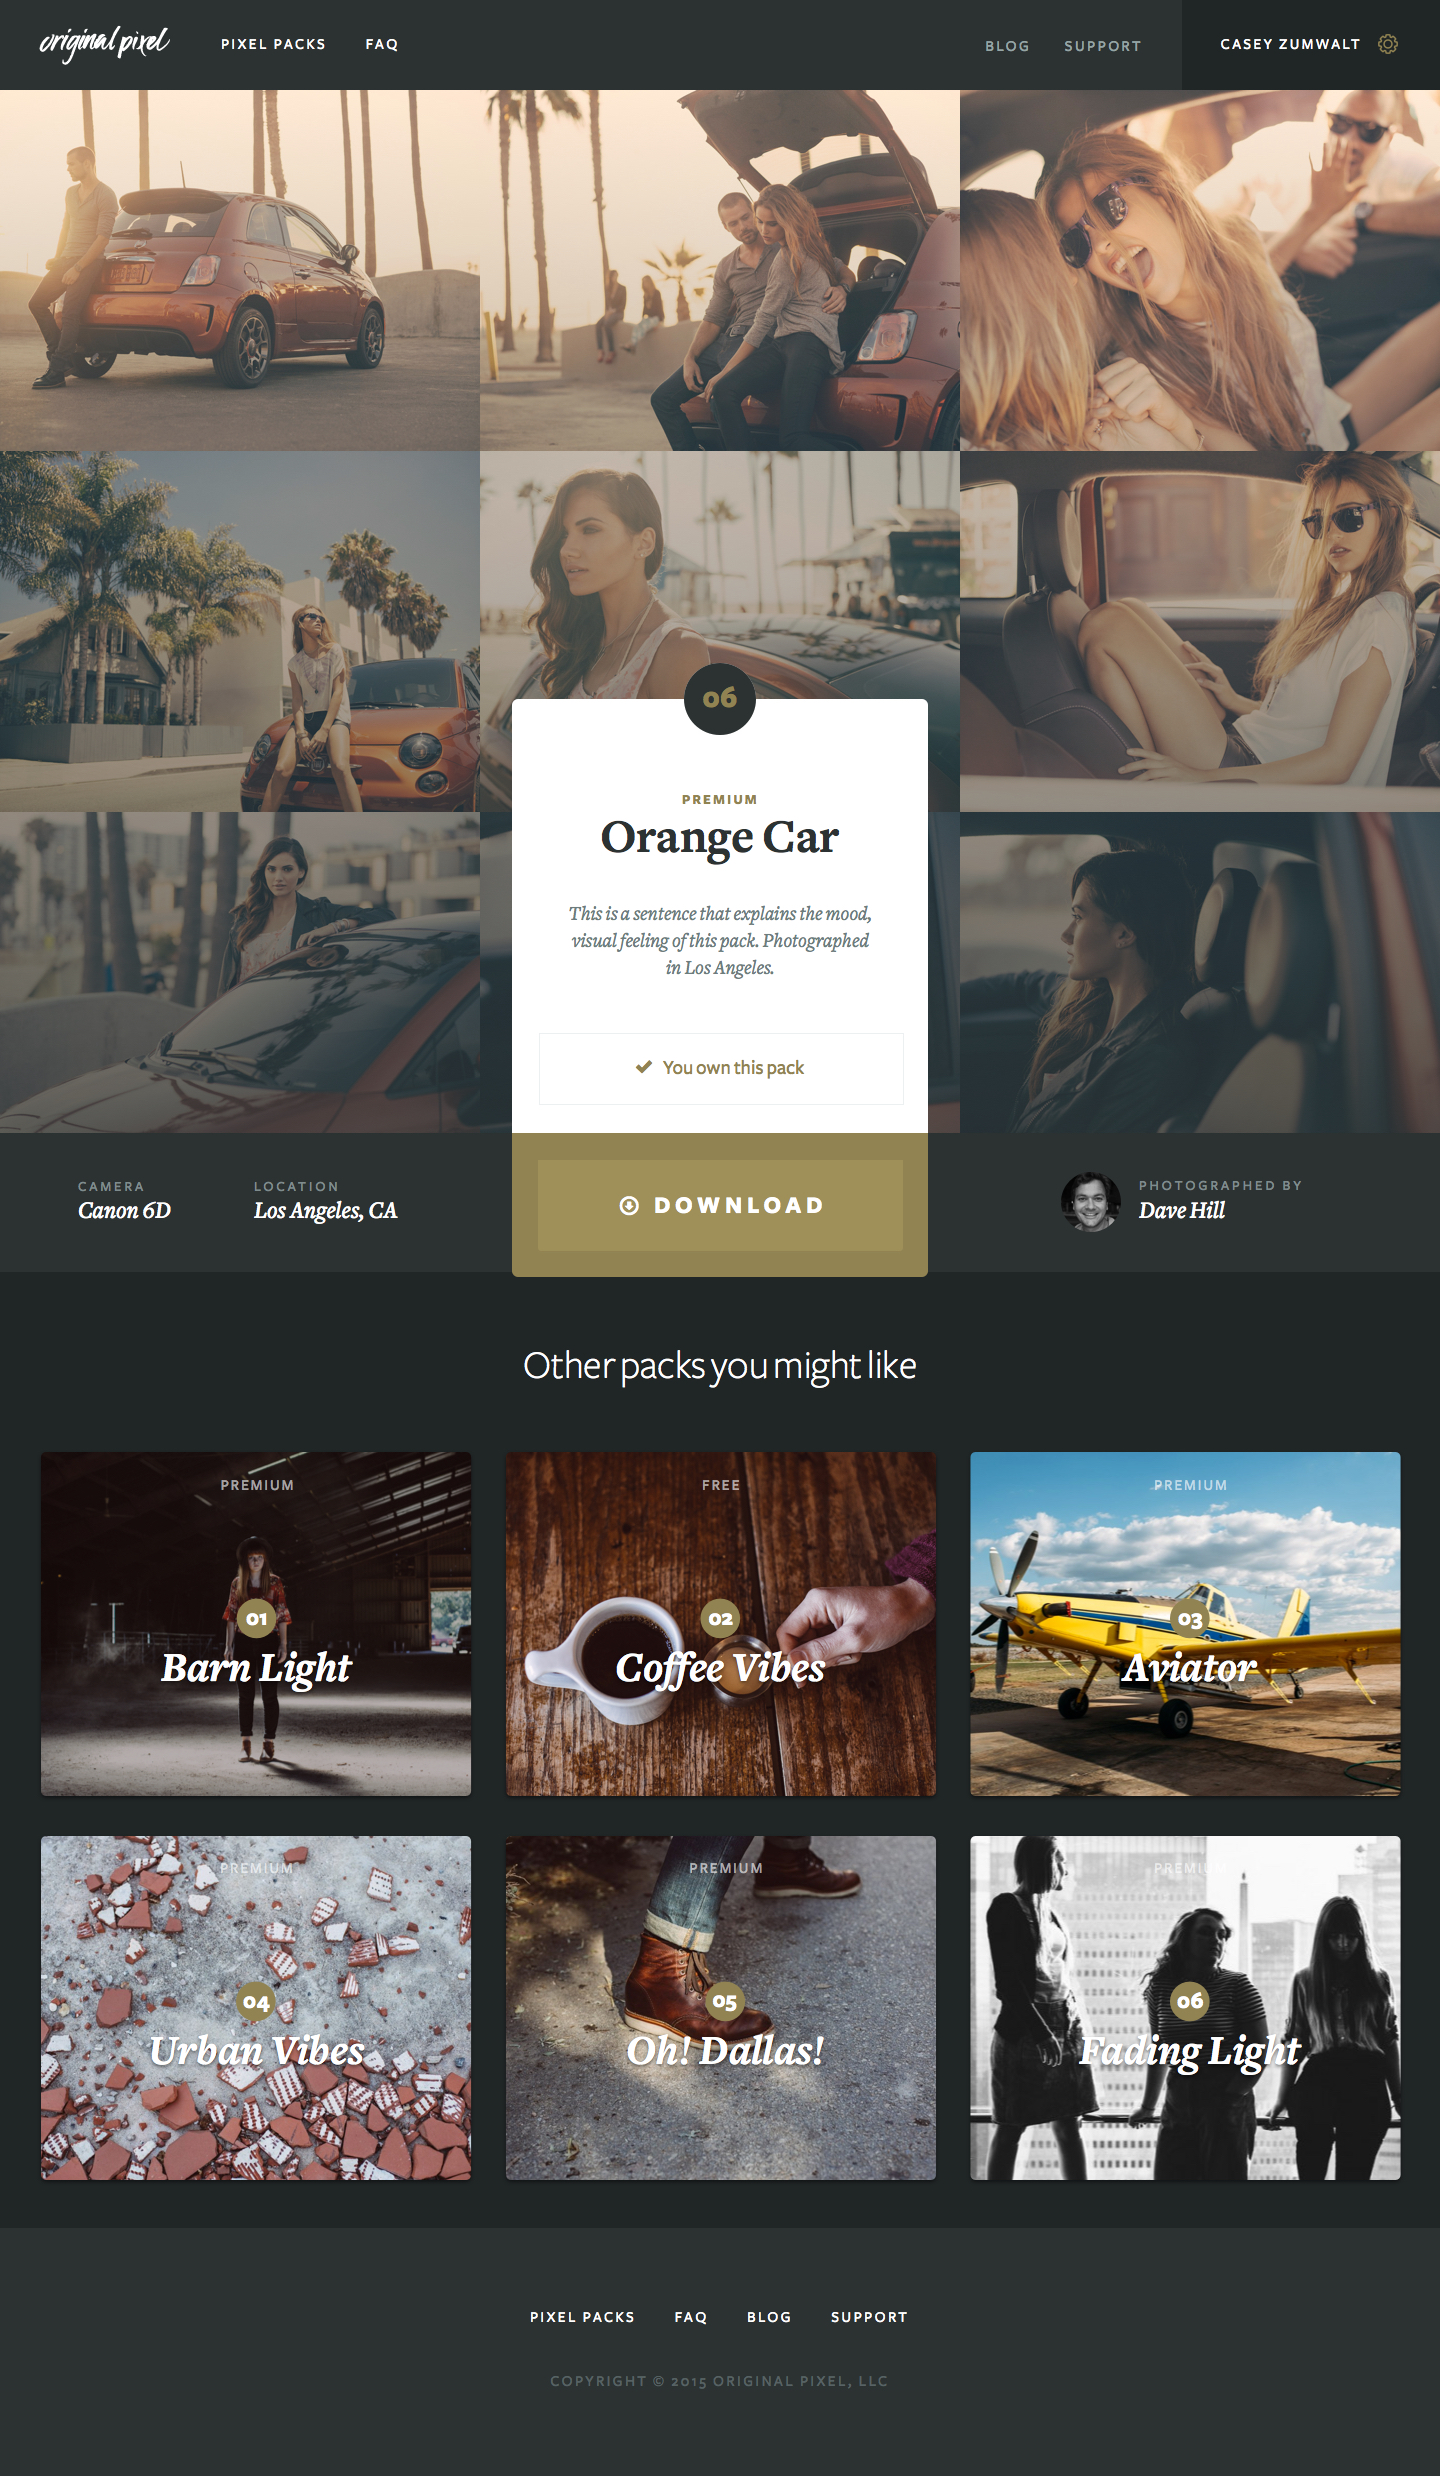 original pixel
PIXEL PACKS
FAQ
BLOG
SUPPORT
CASEY ZUMWALT
06
PREMIUM
Orange Car
This is a sentence that explains the mood,
visual feeling of this pack. Photographed
in Los Angeles.
You own this pack
DOWNLOAD
CAMERA
Canon 6D
LOCATION
Los Angeles, CA
PHOTOGRAPHED BY
Dave Hill
Other packs you might like
PREMIUM
01
Barn Light
FREE
02
Coffee Vibes
PREMIUM
03
Aviator
PREMIUM
04
Urban Vibes
PREMIUM
05
Oh! Dallas!
PREMIUM
06
Fading Light
PIXEL PACKS
FAQ
BLOG
SUPPORT
COPYRIGHT © 2015 ORIGINAL PIXEL, LLC